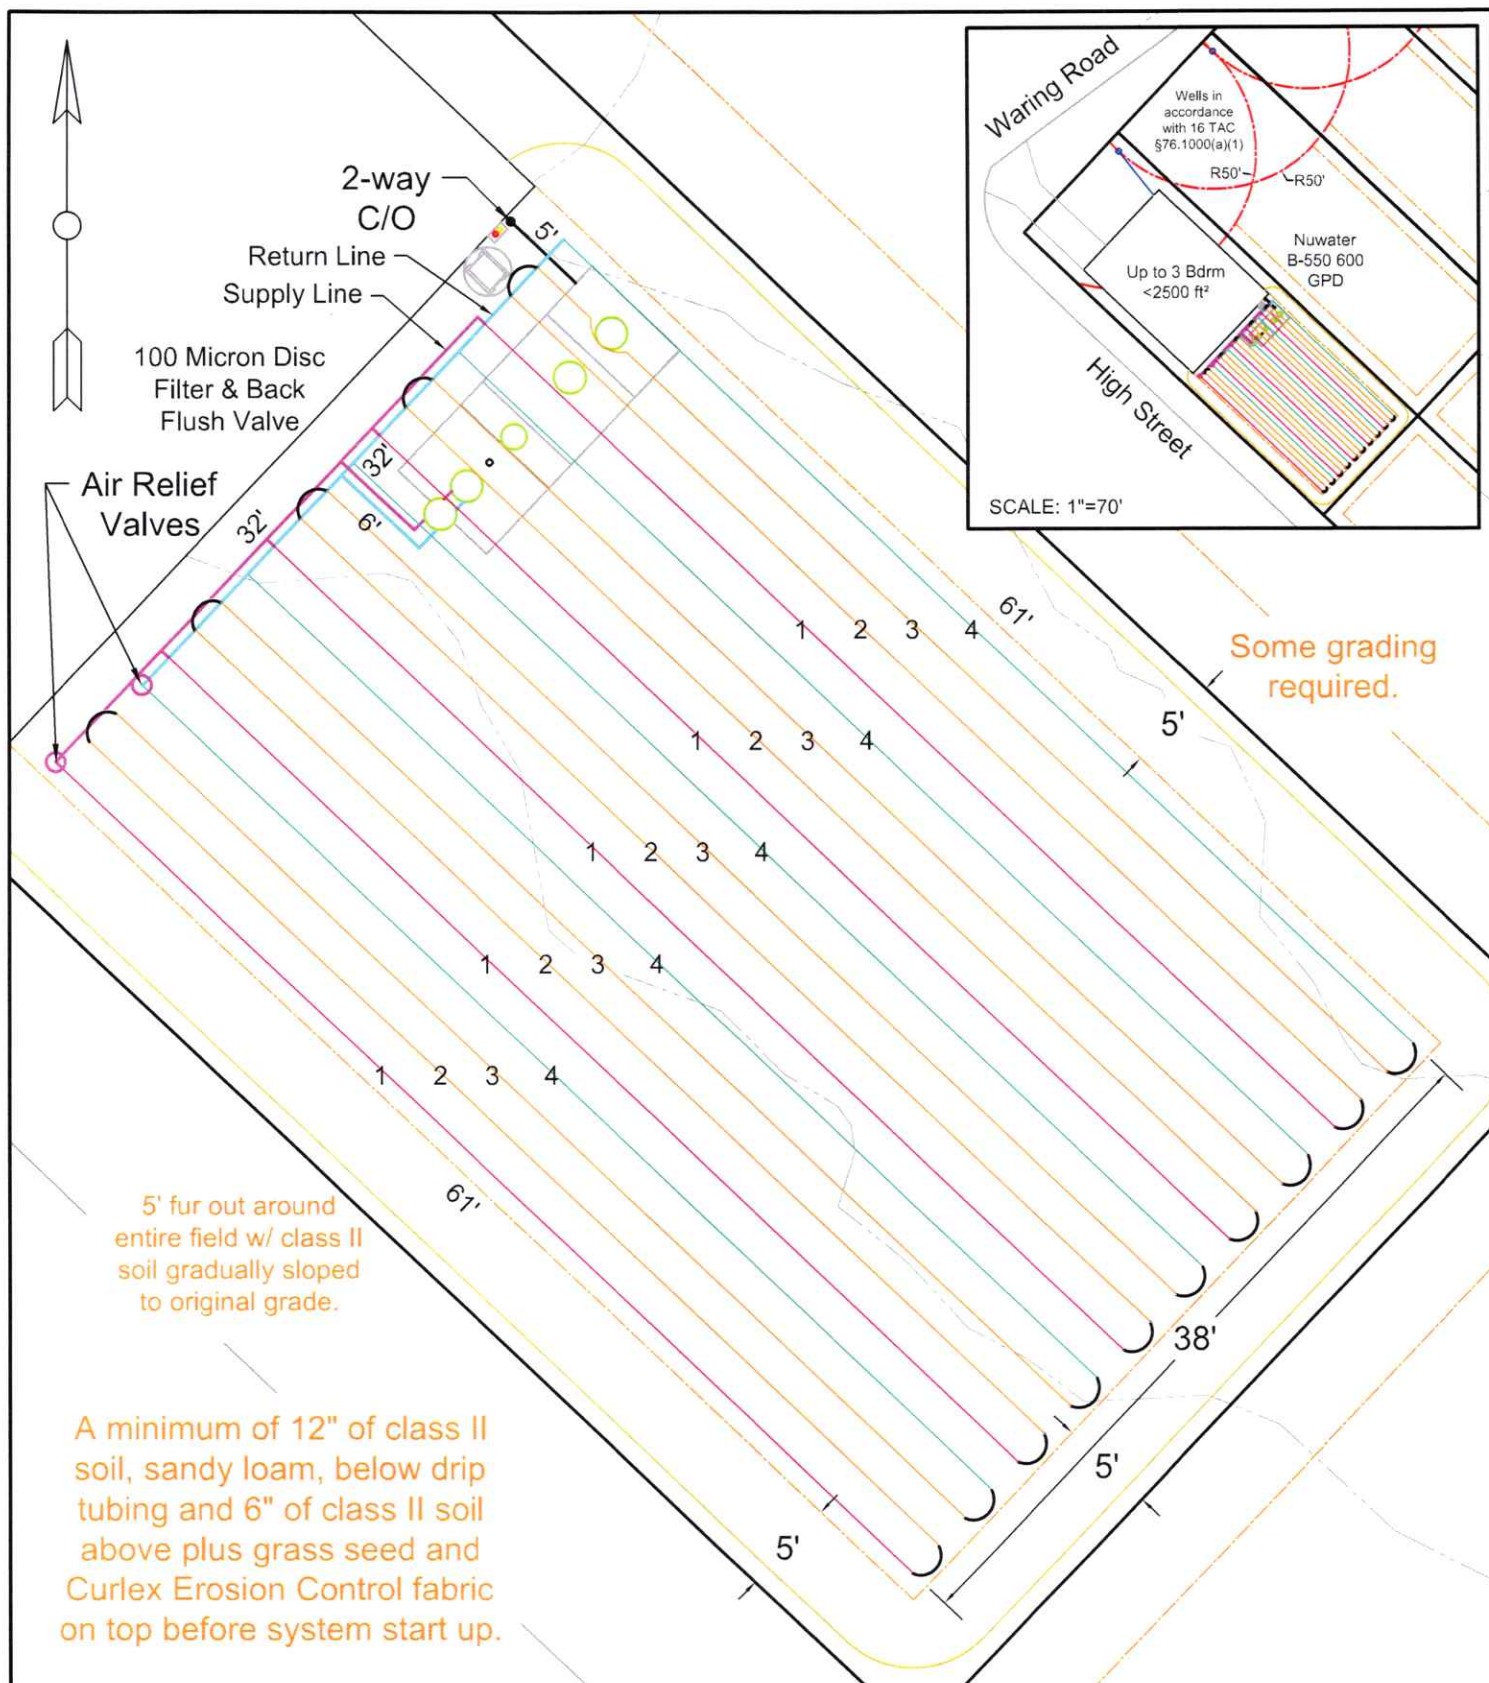 2-way
C/O
5'
Return Line
Supply Line
100 Micron Disc
Filter & Back
Flush Valve
32'
Air Relief
Valves
32'
6'
Waring Road
Wells in
accordance
with 16 TAC
§76.1000(a)(1)
R50'
R50'
Nuwater
B-550 600
GPD
Up to 3 Bdrm
<2500 ft²
High Street
SCALE: 1"=70'
61'
1 2 3 4
Some grading
required.
5'
1 2 3 4
1 2 3 4
1 2 3 4
1 2 3 4
61'
5' fur out around
entire field w/ class II
soil gradually sloped
to original grade.
38'
5'
5'
A minimum of 12" of class II
soil, sandy loam, below drip
tubing and 6" of class II soil
above plus grass seed and
Curlex Erosion Control fabric
on top before system start up.